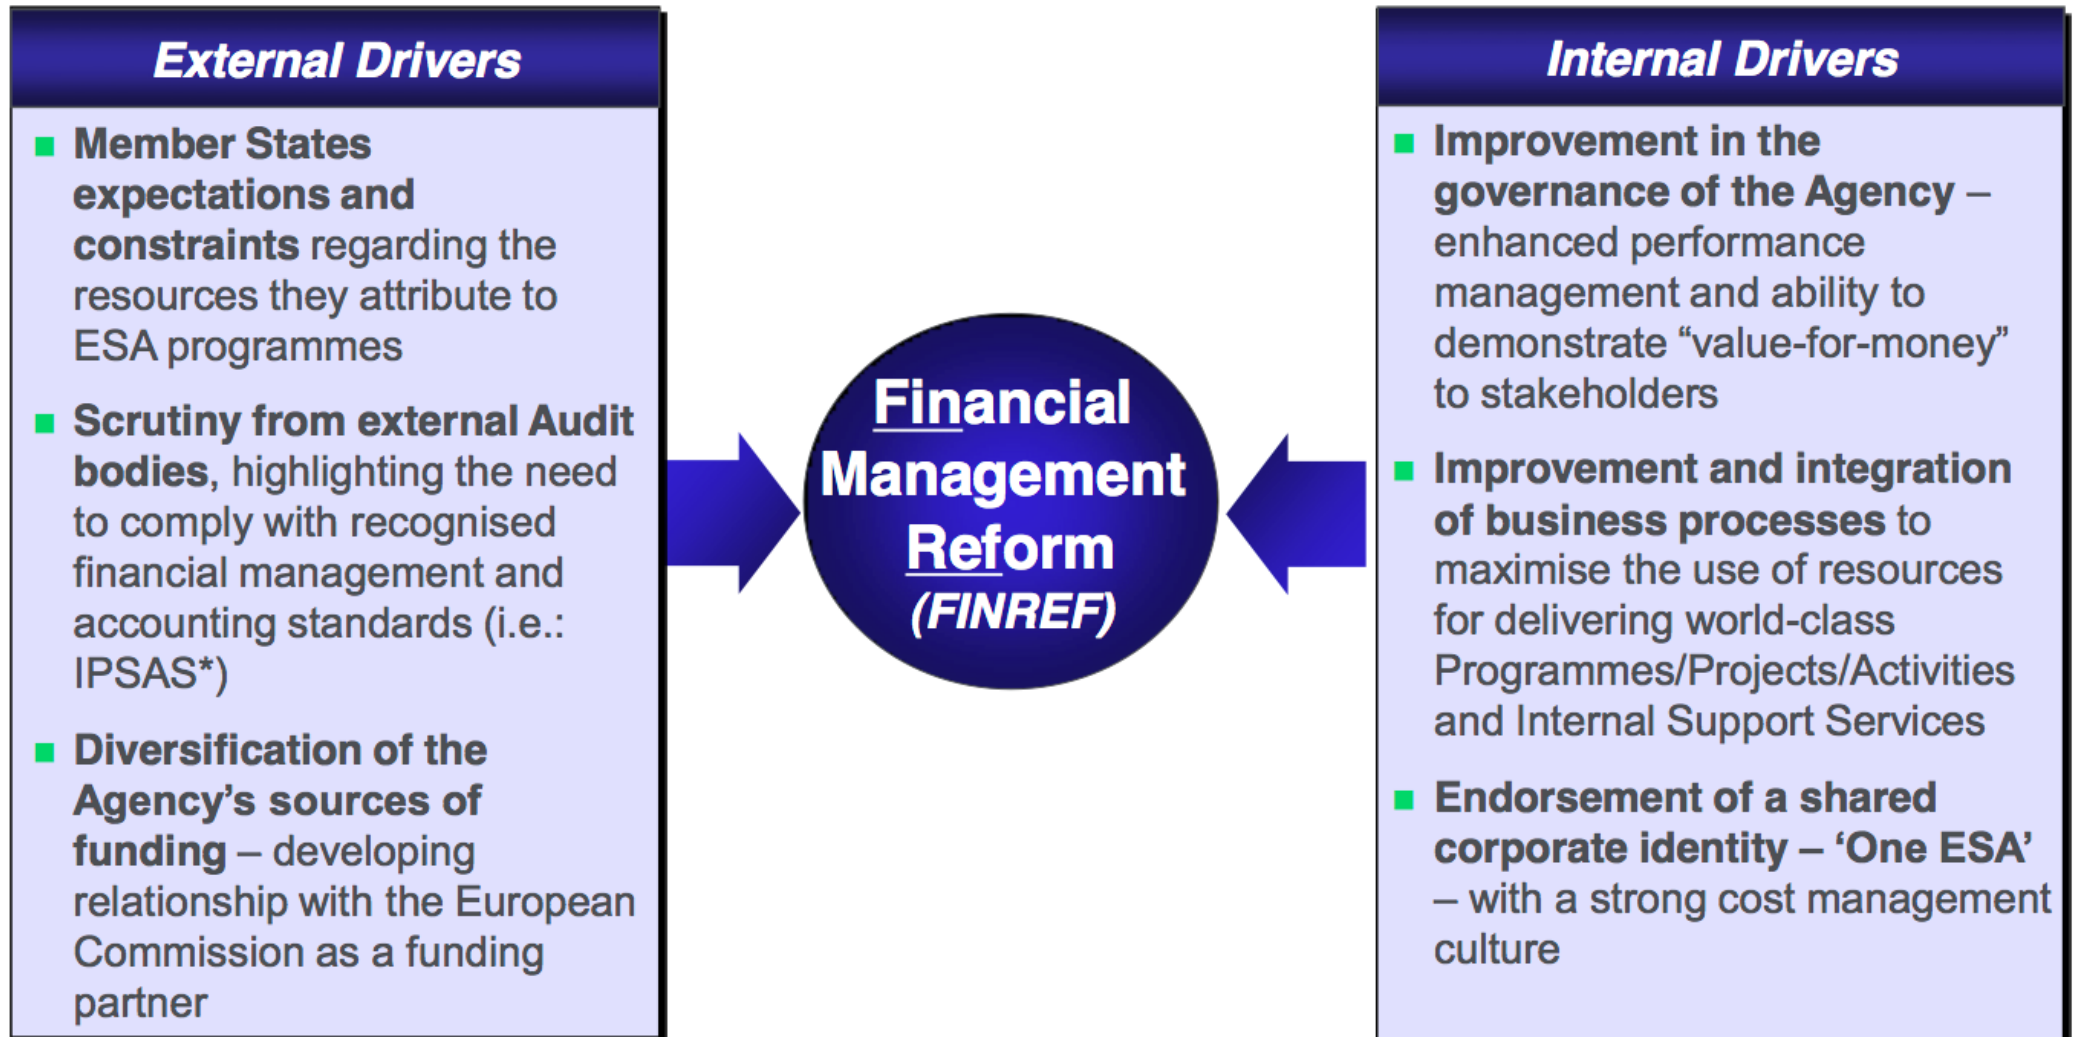 External Drivers
■ Member States
expectations and
constraints regarding the
resources they attribute to
ESA programmes
■ Scrutiny from external Audit
bodies, highlighting the need
to comply with recognised
financial management and
accounting standards (i.e.:
IPSAS*)
■ Diversification of the
Agency’s sources of
funding – developing
relationship with the European
Commission as a funding
partner
Financial
Management
Reform
(FINREF)
Internal Drivers
■ Improvement in the
governance of the Agency –
enhanced performance
management and ability to
demonstrate “value-for-money”
to stakeholders
■ Improvement and integration
of business processes to
maximise the use of resources
for delivering world-class
Programmes/Projects/Activities
and Internal Support Services
■ Endorsement of a shared
corporate identity – ‘One ESA’
– with a strong cost management
culture